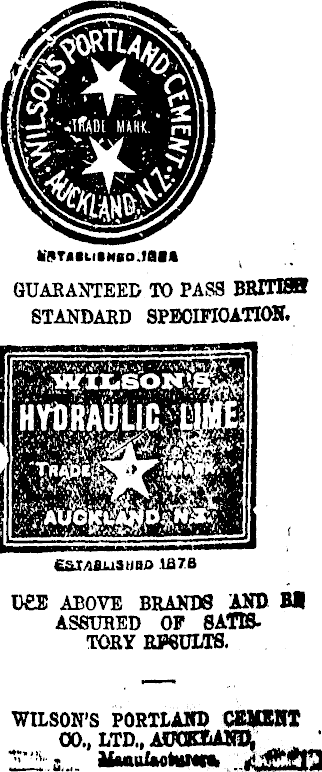 WILSON'S PORTLAND CEMENT
TRADE MARK.
AUCKLAND, N.Z.
ESTABLISHED
GUARANTEED TO PASS BRITISH
STANDARD SPECIFICATION.
WILSON'S
HYDRAULIC LIME.
TRADE MARK
AUCKLAND. N.Z.
ESTABLISHED 1878
USE ABOVE BRANDS AND BE
ASSURED OF SATIS-
TORY RESULTS.
WILSON'S PORTLAND CEMENT
CO., LTD., AUCKLAND,
Manufacturers,